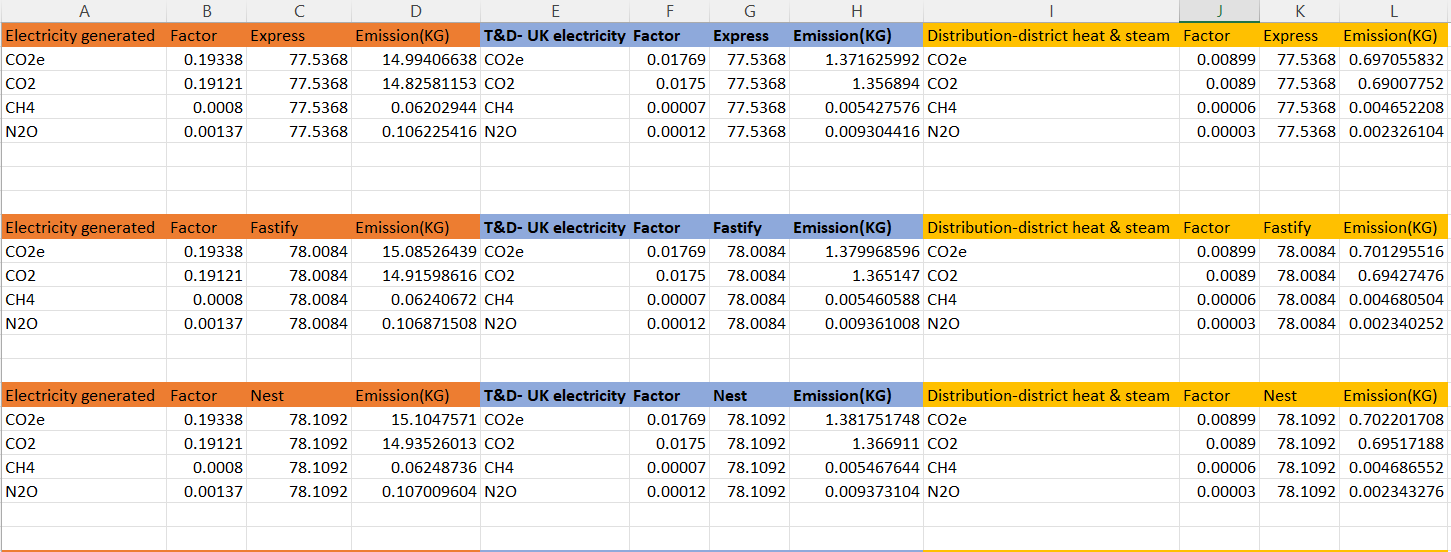 A B C D E F G H I J K L
Electricity generated Factor Express Emission(KG) T&D- UK electricity Factor Express Emission(KG) Distribution-district heat & steam Factor Express Emission(KG)
CO2e 0.19338 77.5368 14.99406638 CO2e 0.01769 77.5368 1.371625992 CO2e 0.00899 77.5368 0.697055832
CO2 0.19121 77.5368 14.82581153 CO2 0.0175 77.5368 1.356894 CO2 0.0089 77.5368 0.69007752
CH4 0.0008 77.5368 0.06202944 CH4 0.00007 77.5368 0.005427576 CH4 0.00006 77.5368 0.004652208
N2O 0.00137 77.5368 0.106225416 N2O 0.00012 77.5368 0.009304416 N2O 0.00003 77.5368 0.002326104
Electricity generated Factor Fastify Emission(KG) T&D- UK electricity Factor Fastify Emission(KG) Distribution-district heat & steam Factor Fastify Emission(KG)
CO2e 0.19338 78.0084 15.08526439 CO2e 0.01769 78.0084 1.379968596 CO2e 0.00899 78.0084 0.701295516
CO2 0.19121 78.0084 14.91598616 CO2 0.0175 78.0084 1.365147 CO2 0.0089 78.0084 0.69427476
CH4 0.0008 78.0084 0.06240672 CH4 0.00007 78.0084 0.005460588 CH4 0.00006 78.0084 0.004680504
N2O 0.00137 78.0084 0.106871508 N2O 0.00012 78.0084 0.009361008 N2O 0.00003 78.0084 0.002340252
Electricity generated Factor Nest Emission(KG) T&D- UK electricity Factor Nest Emission(KG) Distribution-district heat & steam Factor Nest Emission(KG)
CO2e 0.19338 78.1092 15.1047571 CO2e 0.01769 78.1092 1.381751748 CO2e 0.00899 78.1092 0.702201708
CO2 0.19121 78.1092 14.93526013 CO2 0.0175 78.1092 1.366911 CO2 0.0089 78.1092 0.69517188
CH4 0.0008 78.1092 0.06248736 CH4 0.00007 78.1092 0.005467644 CH4 0.00006 78.1092 0.004686552
N2O 0.00137 78.1092 0.107009604 N2O 0.00012 78.1092 0.009373104 N2O 0.00003 78.1092 0.002343276